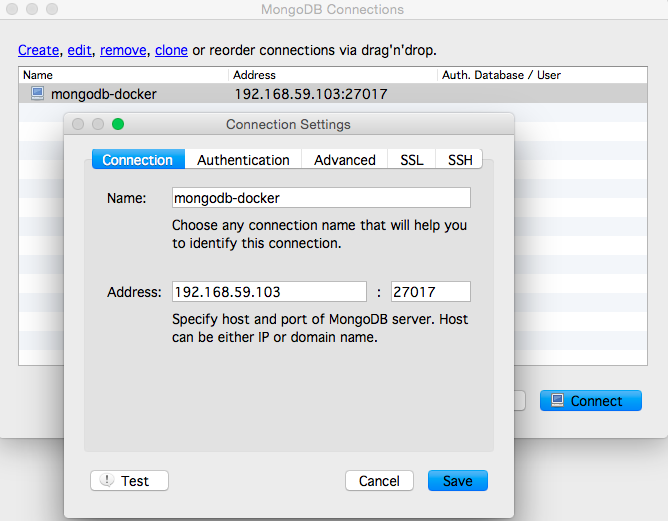 MongoDB Connections
Create, edit, remove, clone or reorder connections via drag'n'drop.
Name Address Auth. Database / User
mongodb-docker 192.168.59.103:27017
Connection Settings
Connection Authentication Advanced SSL SSH
Name: mongodb-docker
Choose any connection name that will help you
to identify this connection.
Address: 192.168.59.103 : 27017
Specify host and port of MongoDB server. Host
can be either IP or domain name.
Connect
Test Cancel Save